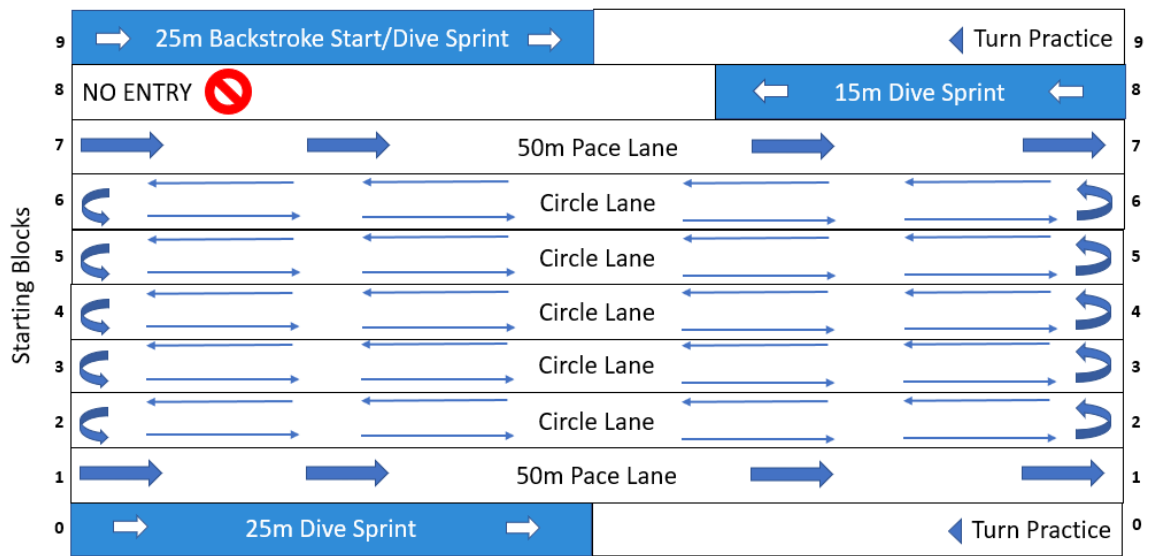 9 25m Backstroke Start/Dive Sprint Turn Practice 9
8 NO ENTRY 15m Dive Sprint 8
7 50m Pace Lane 7
6 Circle Lane 6
5 Circle Lane 5
4 Circle Lane 4
3 Circle Lane 3
2 Circle Lane 2
1 50m Pace Lane 1
0 25m Dive Sprint Turn Practice 0
Starting Blocks